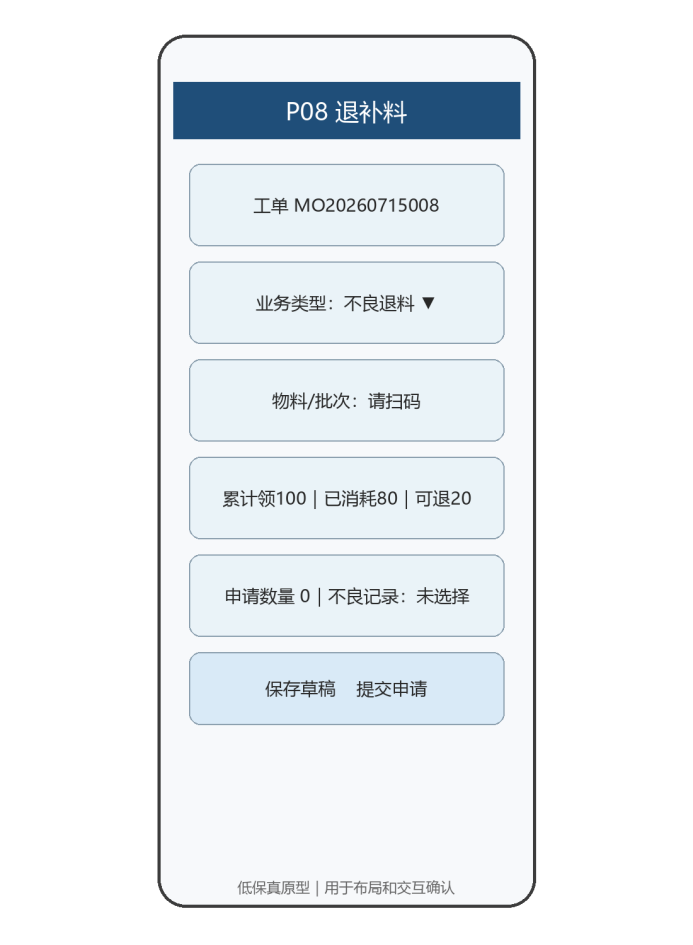 P08 退补料
工单 MO20260715008
业务类型：不良退料 ▼
物料/批次：请扫码
累计领100｜已消耗80｜可退20
申请数量 0｜不良记录：未选择
保存草稿 提交申请
低保真原型｜用于布局和交互确认